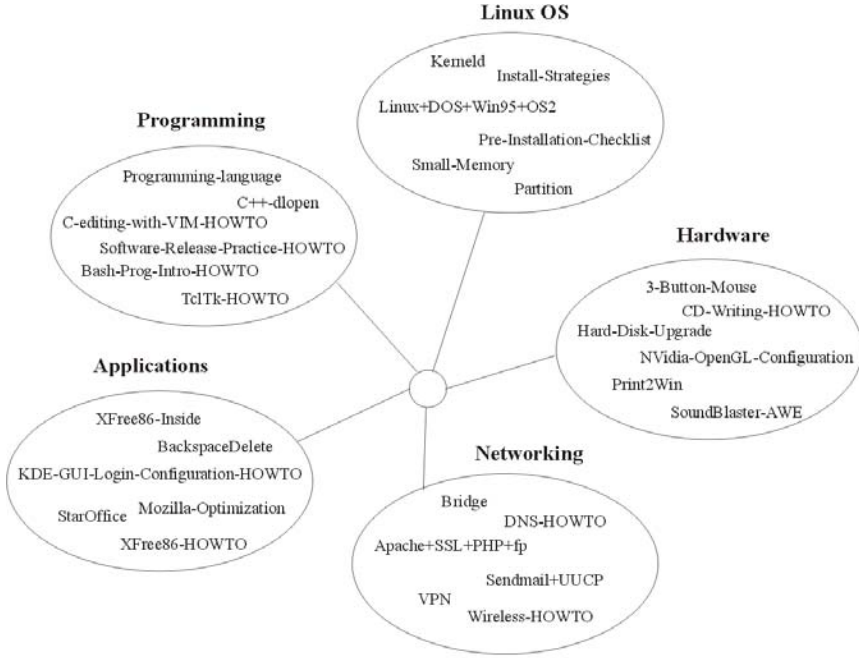 Linux OS
Kerneld
Install-Strategies
Linux+DOS+Win95+OS2
Pre-Installation-Checklist
Small-Memory
Partition
Programming
Programming-language
C++-dlopen
C-editing-with-VIM-HOWTO
Software-Release-Practice-HOWTO
Bash-Prog-Intro-HOWTO
TclTk-HOWTO
Hardware
3-Button-Mouse
CD-Writing-HOWTO
Hard-Disk-Upgrade
NVidia-OpenGL-Configuration
Print2Win
SoundBlaster-AWE
Applications
XFree86-Inside
BackspaceDelete
KDE-GUI-Login-Configuration-HOWTO
Mozilla-Optimization
StarOffice
XFree86-HOWTO
Networking
Bridge
DNS-HOWTO
Apache+SSL+PHP+fp
Sendmail+UUCP
VPN
Wireless-HOWTO